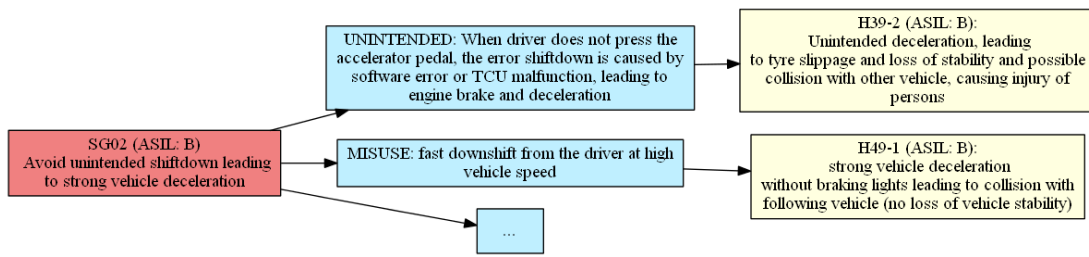 UNINTENDED: When driver does not press the
accelerator pedal, the error shiftdown is caused by
software error or TCU malfunction, leading to
engine brake and deceleration
H39-2 (ASIL: B):
Unintended deceleration, leading
to tyre slippage and loss of stability and possible
collision with other vehicle, causing injury of
persons
SG02 (ASIL: B)
Avoid unintended shiftdown leading
to strong vehicle deceleration
MISUSE: fast downshift from the driver at high
vehicle speed
H49-1 (ASIL: B):
strong vehicle deceleration
without braking lights leading to collision with
following vehicle (no loss of vehicle stability)
...